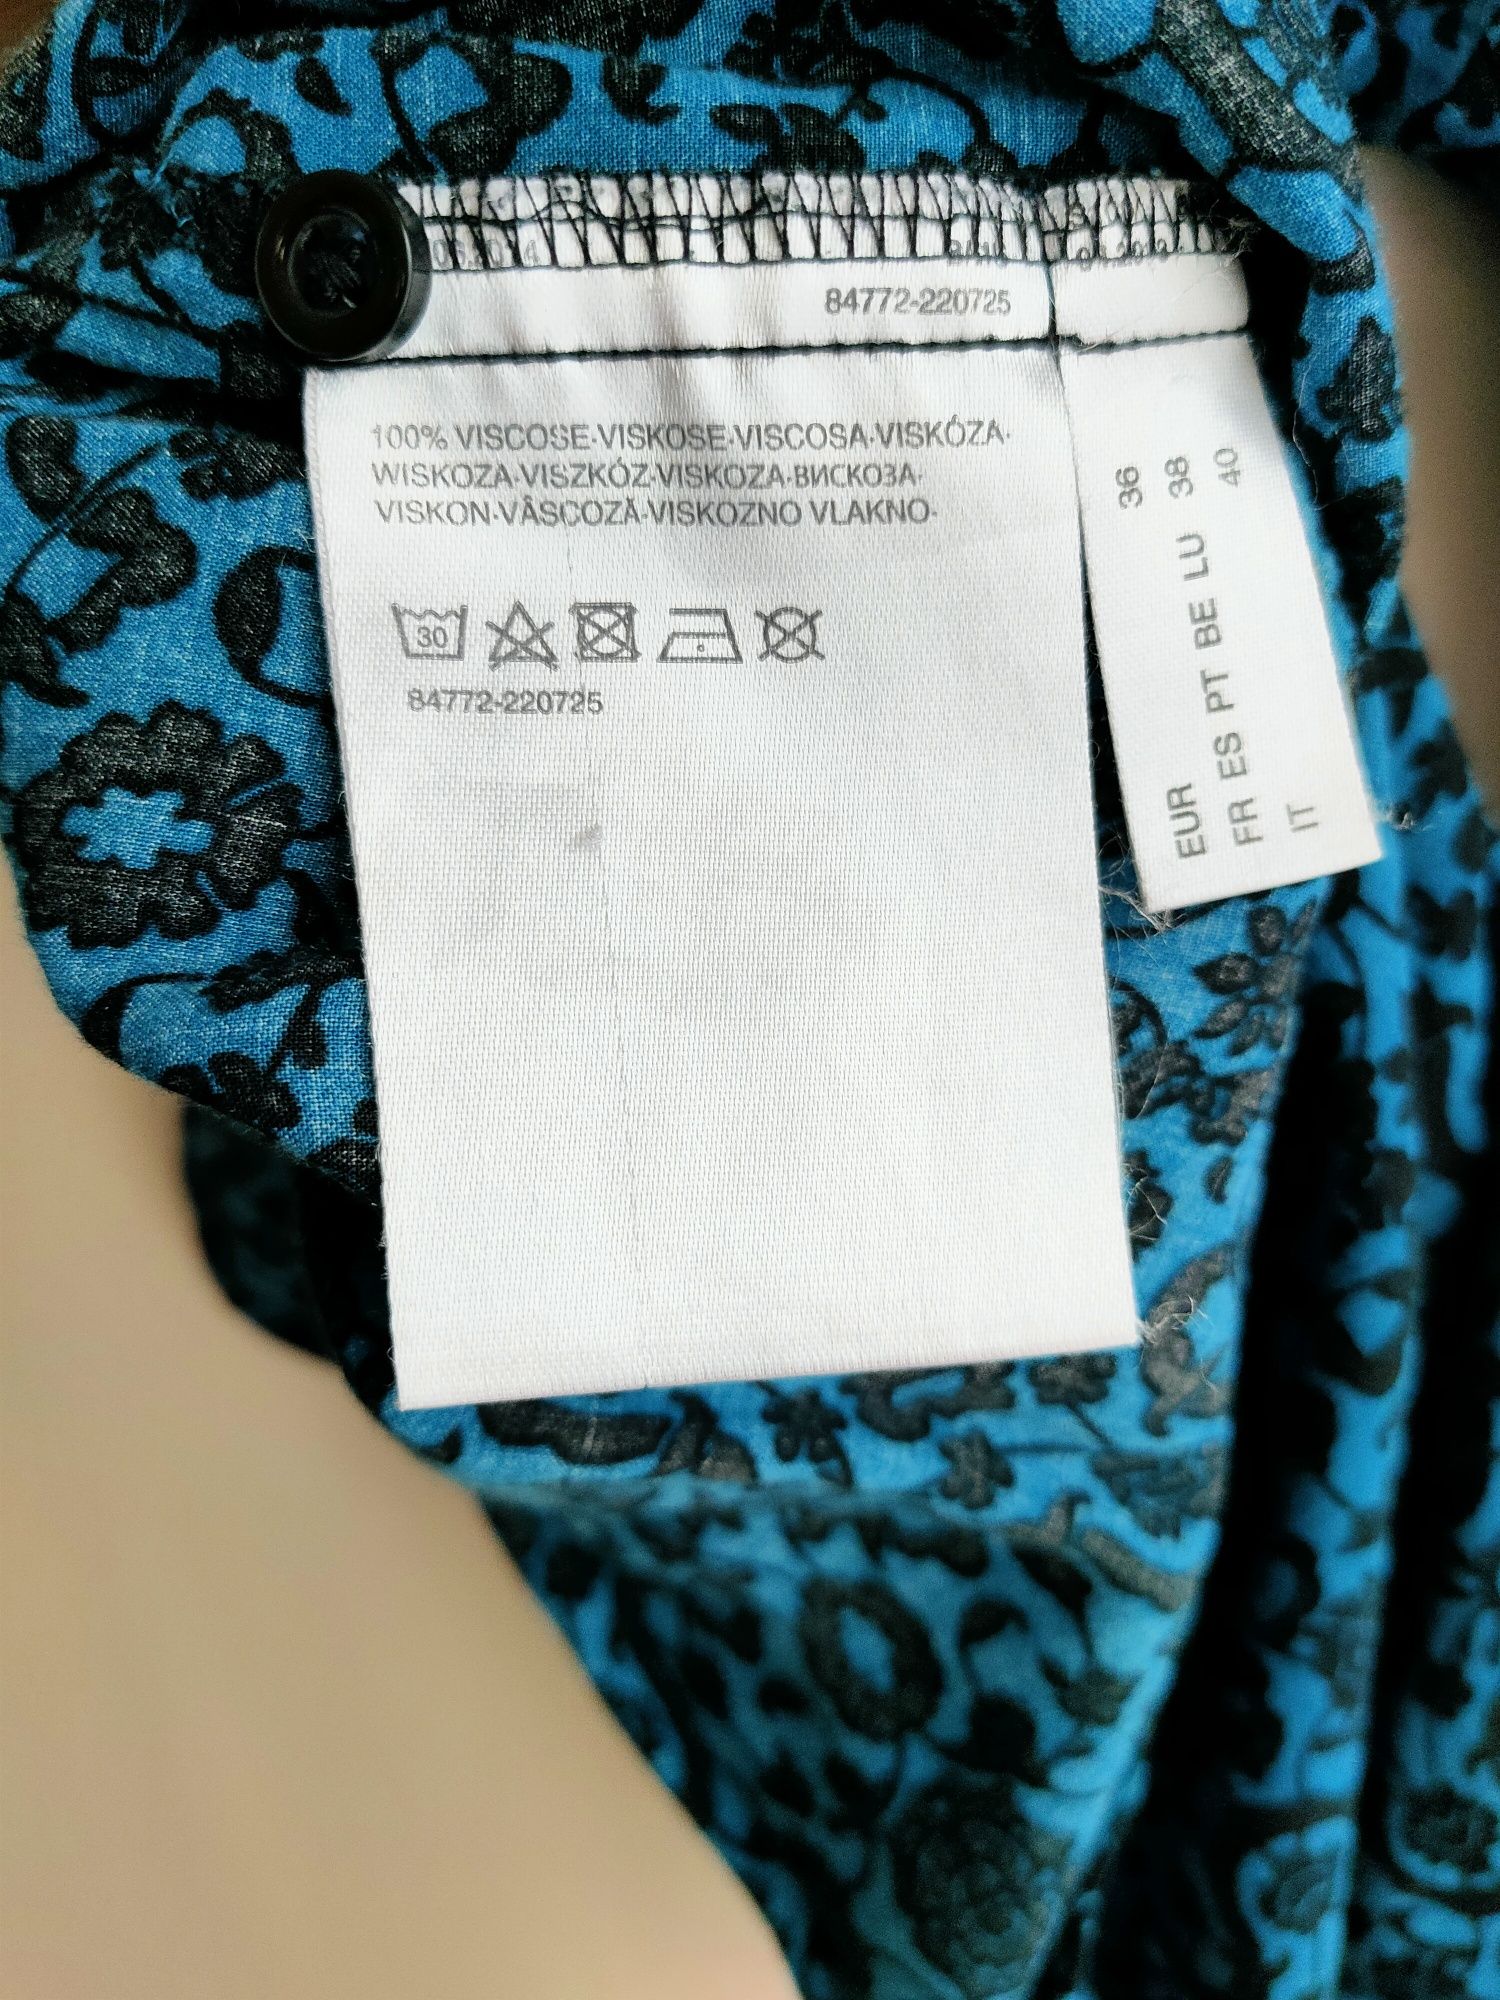 84772-220725
100% VISCOSE·VISKOSE·VISCOSA·VISKÓZA·
WISKOZA·VISZKÓZ·VISKOZA·ВИСКОЗА·
VISKON·VÂSCOZĂ·VISKOZNO VLAKNO·
30
84772-220725
EUR 36
FR ES PT BE LU 38
IT 40